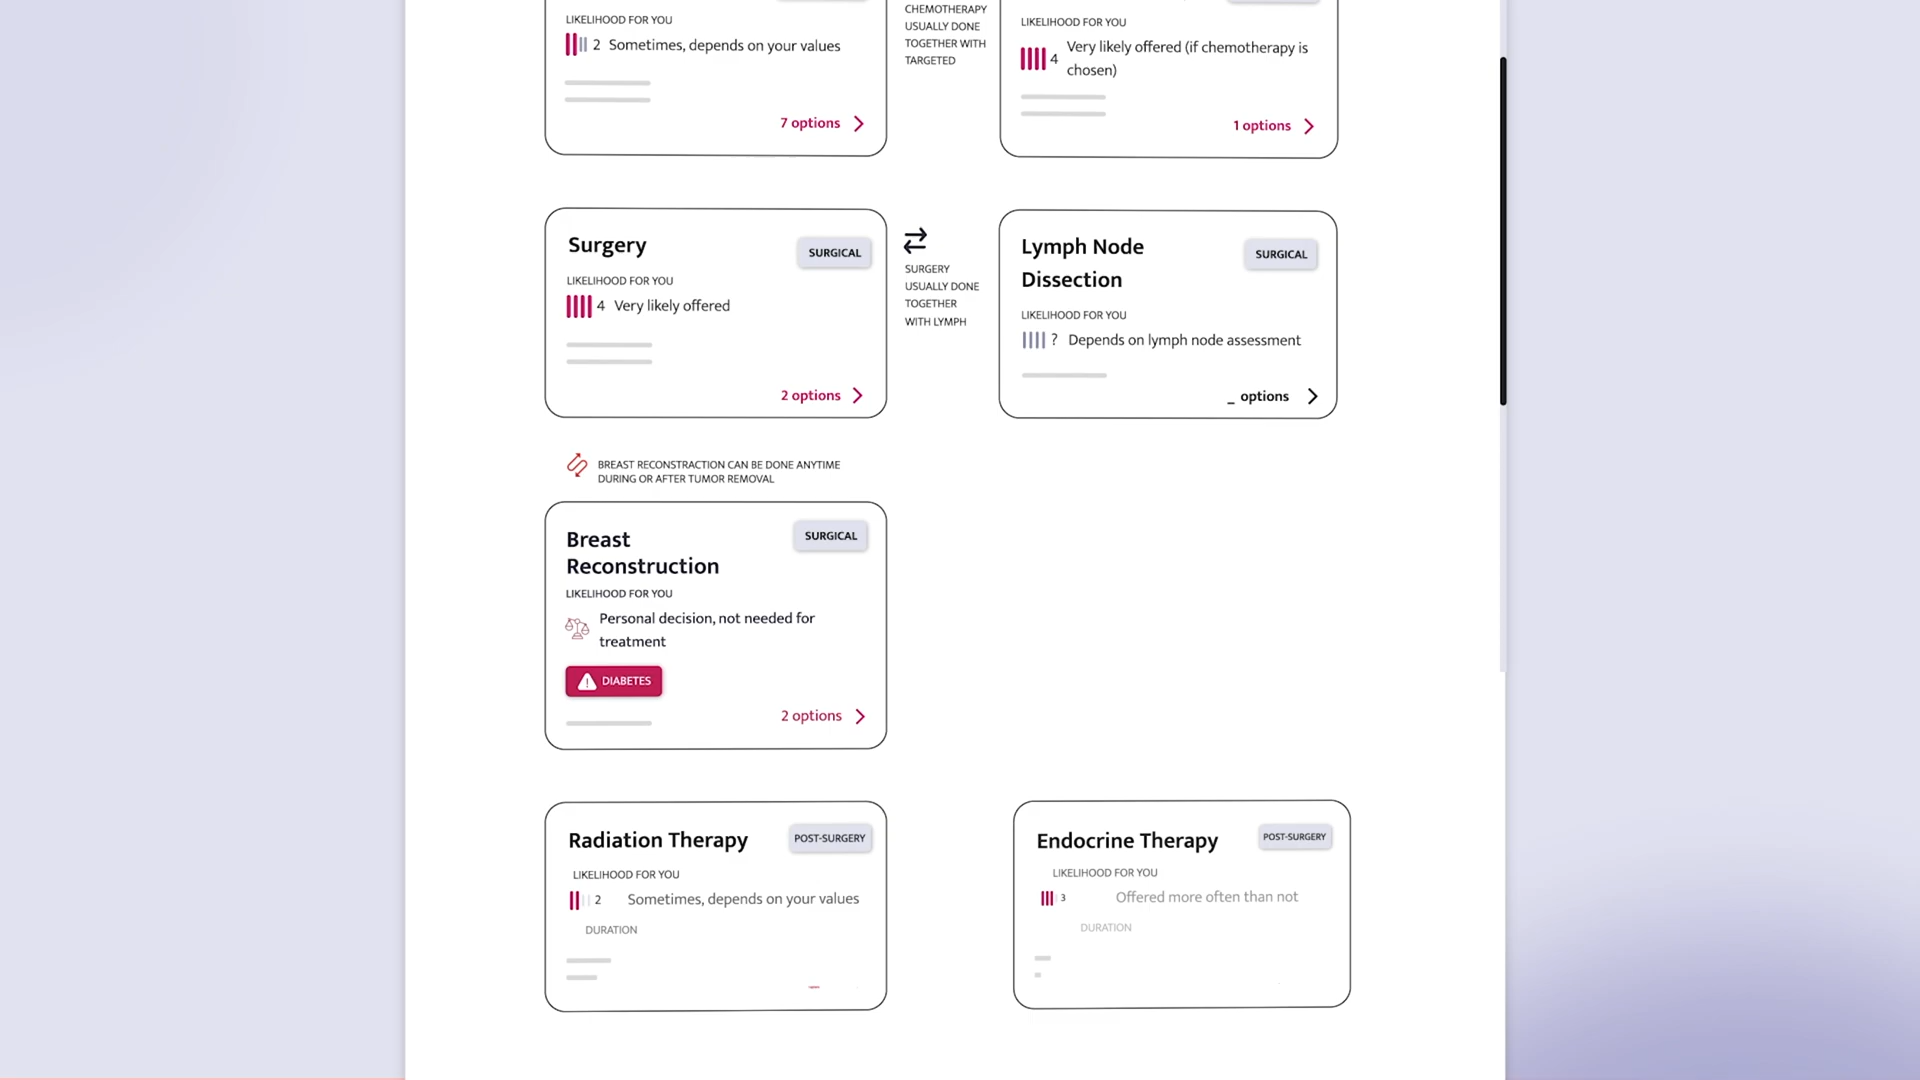 LIKELIHOOD FOR YOU
2 Sometimes, depends on your values
7 options
CHEMOTHERAPY
USUALLY DONE
TOGETHER WITH
TARGETED
LIKELIHOOD FOR YOU
4 Very likely offered (if chemotherapy is
chosen)
1 options
Surgery
SURGICAL
LIKELIHOOD FOR YOU
4 Very likely offered
2 options
SURGERY
USUALLY DONE
TOGETHER
WITH LYMPH
Lymph Node
Dissection
SURGICAL
LIKELIHOOD FOR YOU
? Depends on lymph node assessment
_ options
BREAST RECONSTRACTION CAN BE DONE ANYTIME
DURING OR AFTER TUMOR REMOVAL
Breast
Reconstruction
SURGICAL
LIKELIHOOD FOR YOU
Personal decision, not needed for
treatment
DIABETES
2 options
Radiation Therapy
POST-SURGERY
LIKELIHOOD FOR YOU
2 Sometimes, depends on your values
DURATION
Endocrine Therapy
POST-SURGERY
LIKELIHOOD FOR YOU
3 Offered more often than not
DURATION